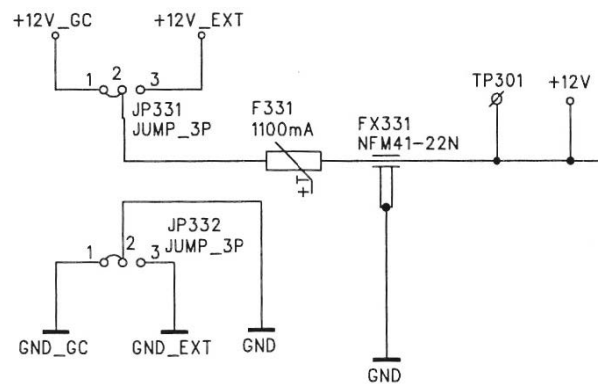 +12V_GC
+12V_EXT
1
2
3
JP331
JUMP_3P
F331
1100mA
+T
FX331
NFM41-22N
TP301
+12V
1
2
3
JP332
JUMP_3P
GND_GC
GND_EXT
GND
GND